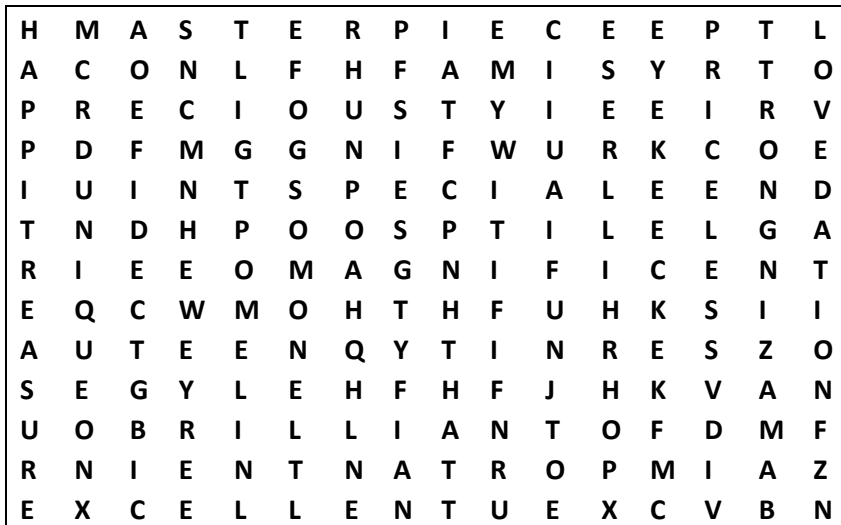 H M A S T E R P I E C E E P T L
A C O N L F H F A M I S Y R T O
P R E C I O U S T Y I E E I R V
P D F M G G N I F W U R K C O E
I U I N T S P E C I A L E E N D
T N D H P O O S P T I L E L G A
R I E E O M A G N I F I C E N T
E Q C W M O H T H F U H K S I I
A U T E E N Q Y T I N R E S Z O
S E G Y L E H F H F J H K V A N
U O B R I L L I A N T O F D M F
R N I E N T N A T R O P M I A Z
E X C E L L E N T U E X C V B N